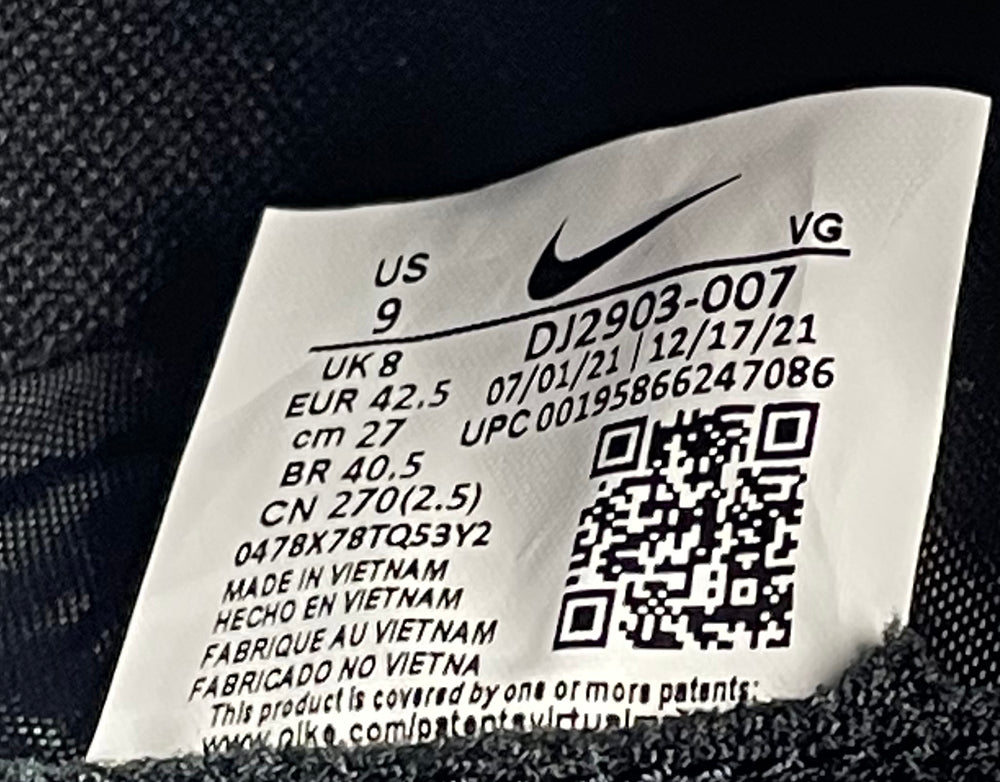 US
VG
9
DJ2903-007
UK 8
07/01/21 | 12/17/21
EUR 42.5
UPC 00195866247086
cm 27
BR 40.5
CN 270(2.5)
0478X78TQ53Y2
MADE IN VIETNAM
HECHO EN VIETNAM
FABRIQUE AU VIETNAM
FABRICADO NO VIETNA
This product is covered by one or more patents: